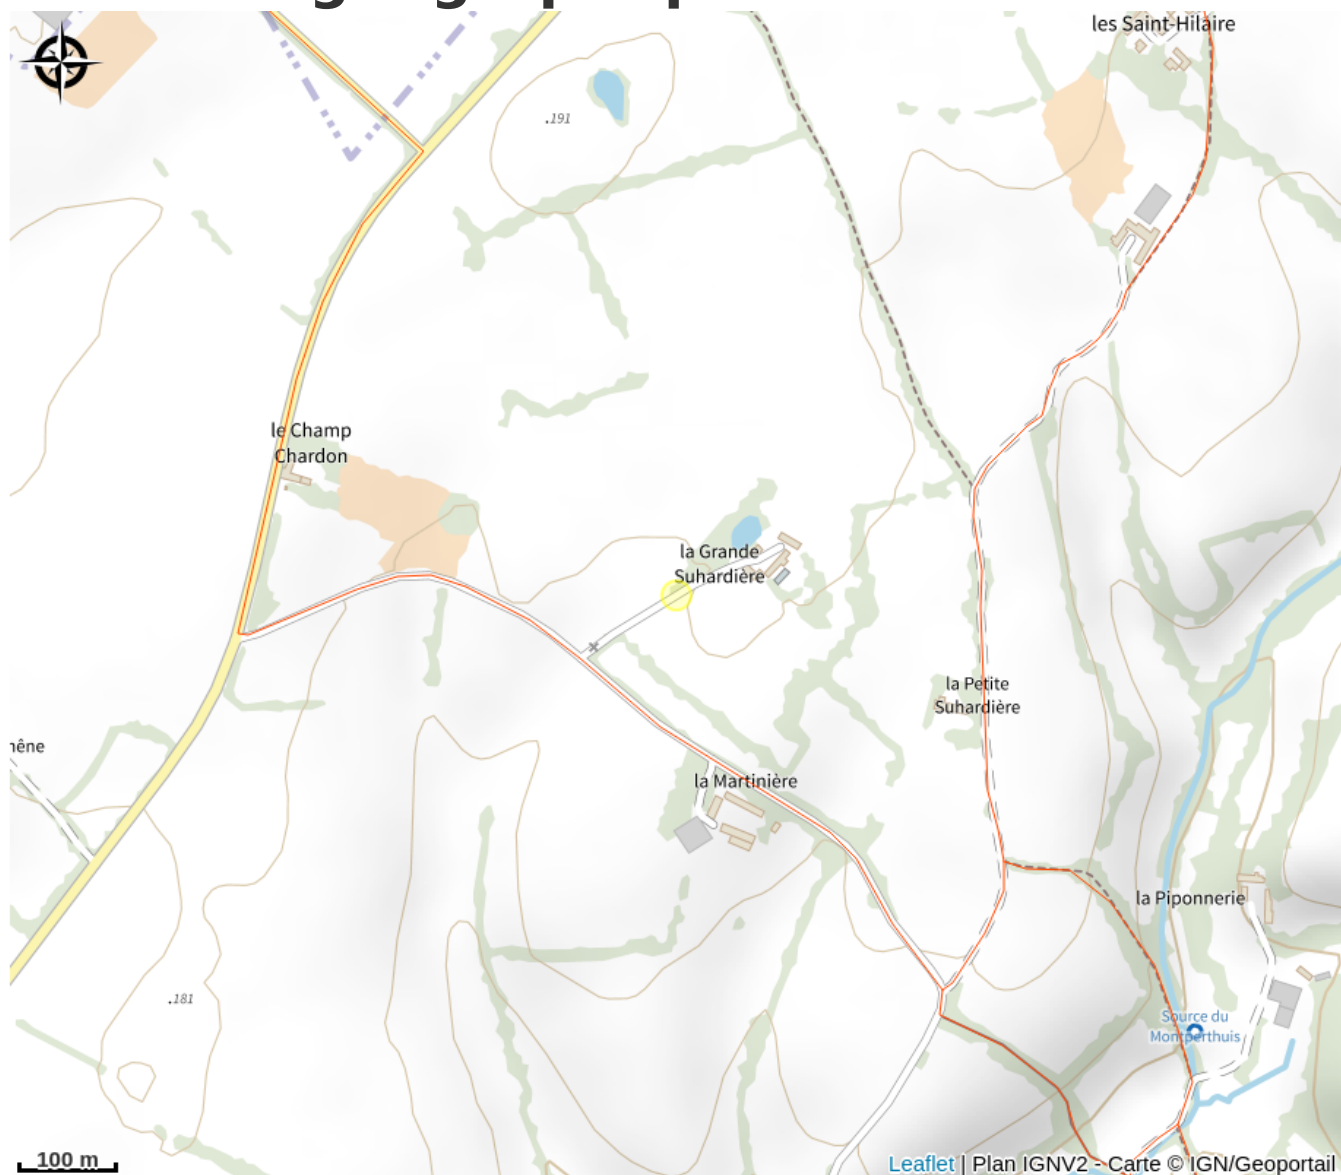 les Saint-Hilaire
.191
le Champ
Chardon
la Grande
Suhardière
la Petite
Suhardière
hêne
la Martinière
la Piponnerie
.181
Source du
Montperthuis
100 m
Leaflet | Plan IGNV2 - Carte © IGN/Geoportail